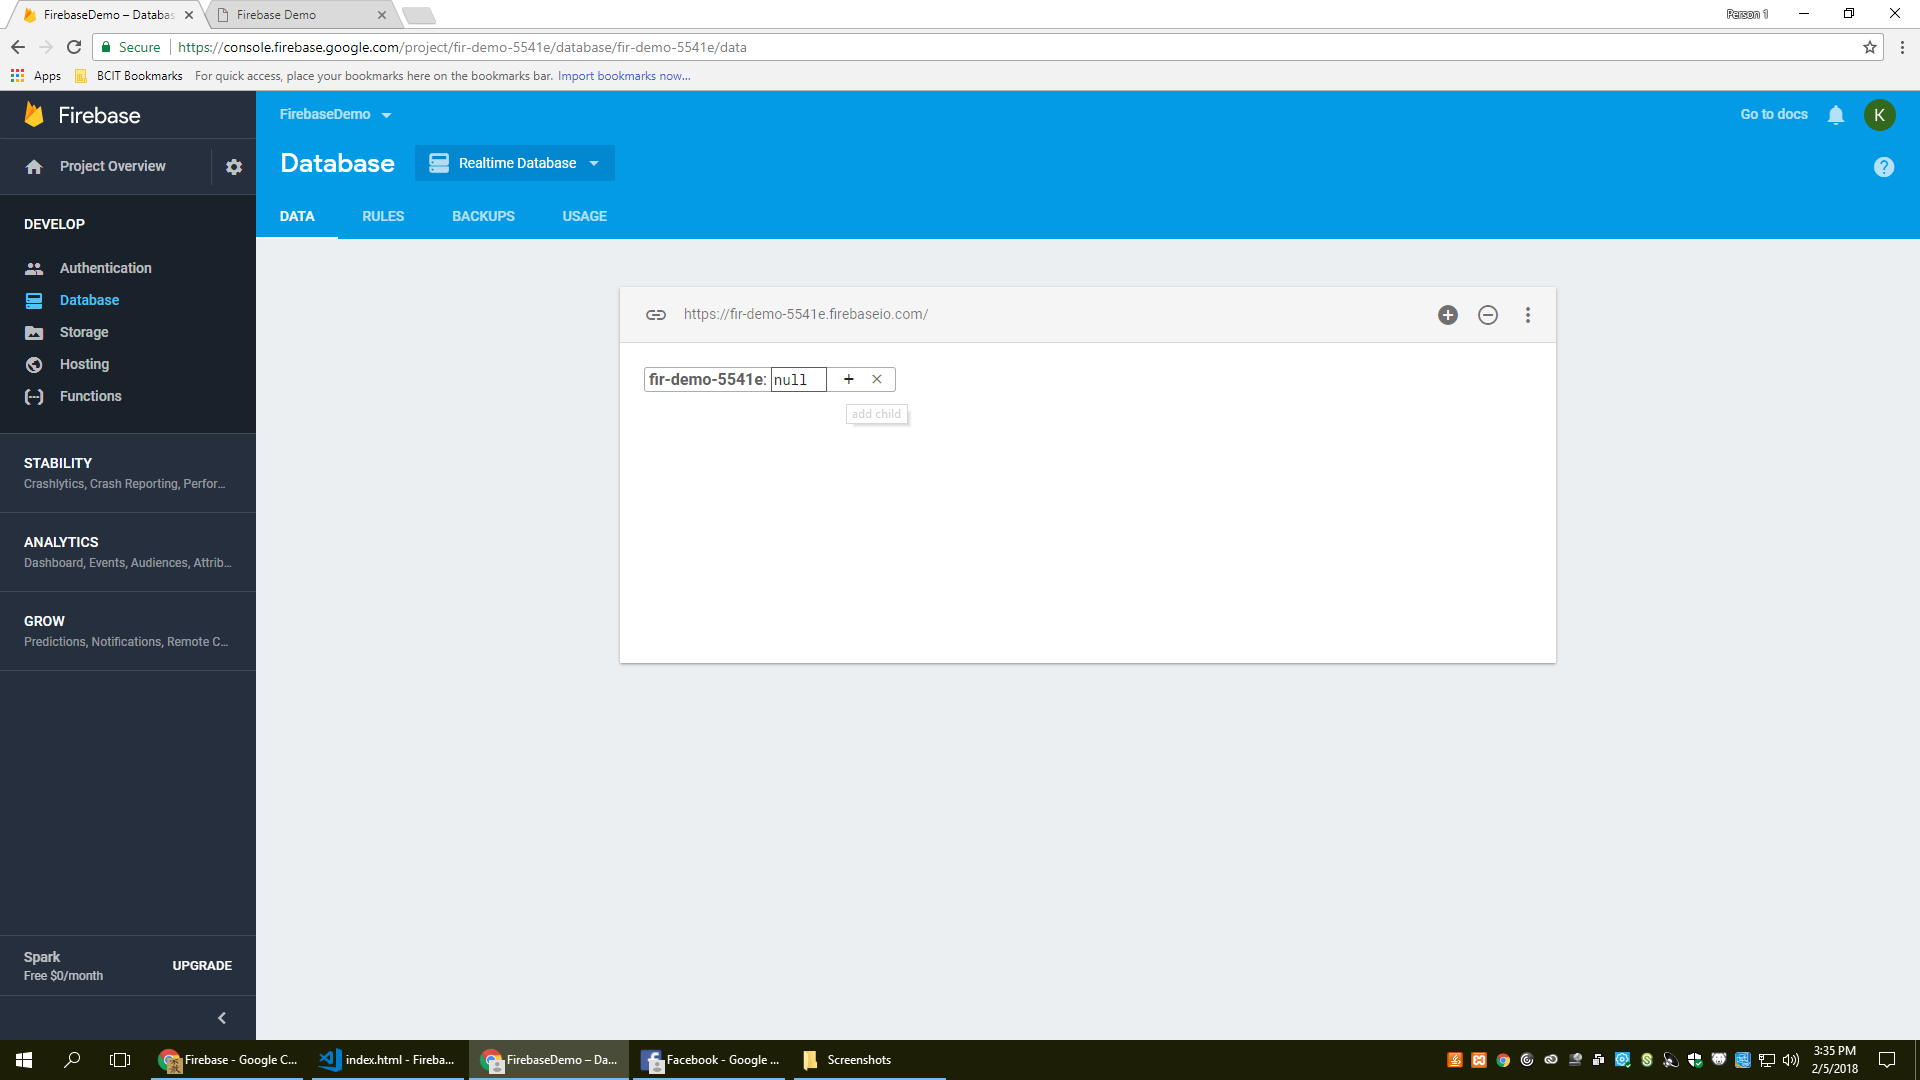 FirebaseDemo – Databas
Firebase Demo
Person 1
Secure
https://console.firebase.google.com/project/fir-demo-5541e/database/fir-demo-5541e/data
Apps
BCIT Bookmarks
For quick access, place your bookmarks here on the bookmarks bar. Import bookmarks now...
Firebase
FirebaseDemo
Go to docs
K
Project Overview
Database
Realtime Database
?
DATA
RULES
BACKUPS
USAGE
DEVELOP
Authentication
Database
Storage
Hosting
Functions
https://fir-demo-5541e.firebaseio.com/
fir-demo-5541e: null + ×
add child
STABILITY
Crashlytics, Crash Reporting, Perfor...
ANALYTICS
Dashboard, Events, Audiences, Attrib...
GROW
Predictions, Notifications, Remote C...
Spark
Free $0/month
UPGRADE
Firebase - Google C...
index.html - Fireba...
FirebaseDemo – Da...
Facebook - Google ...
Screenshots
3:35 PM
2/5/2018